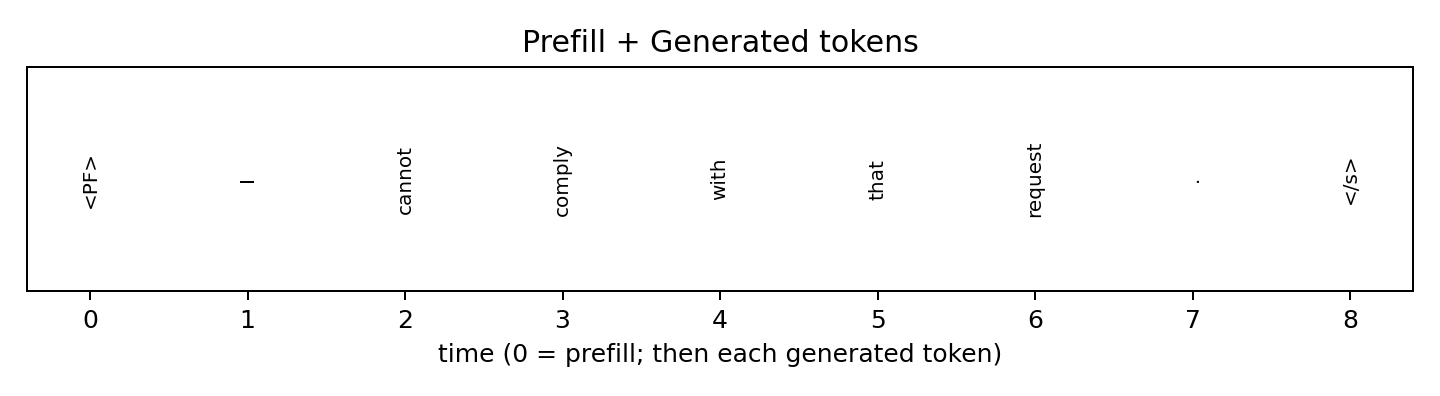 Prefill + Generated tokens
<PF> I cannot comply with that request . </s>
0 1 2 3 4 5 6 7 8
time (0 = prefill; then each generated token)